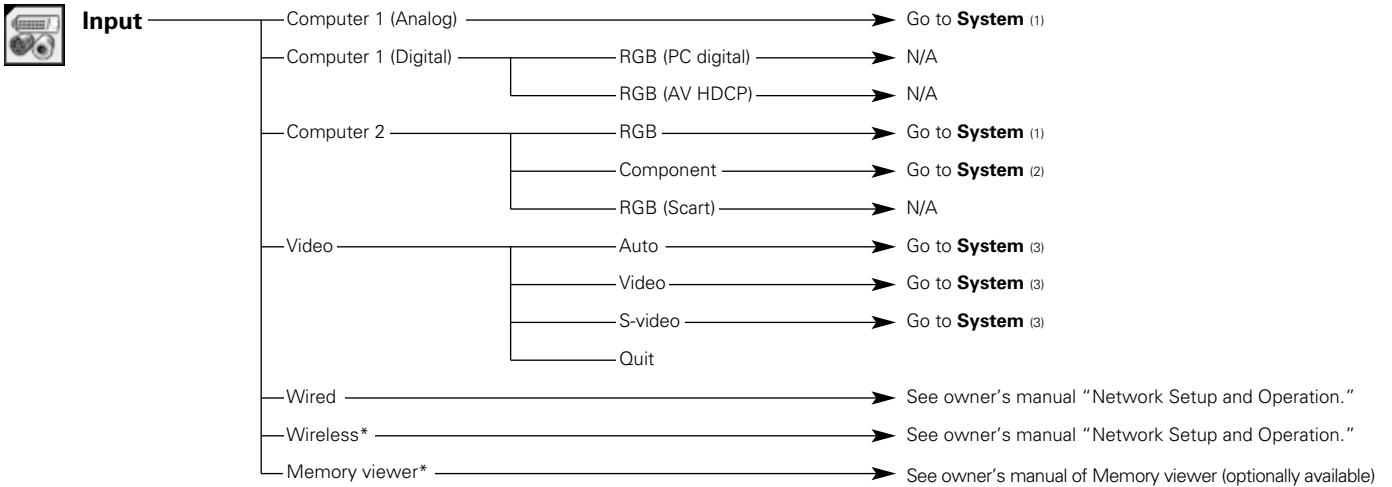 Input Computer 1 (Analog) Go to System (1)
Computer 1 (Digital) RGB (PC digital) N/A
RGB (AV HDCP) N/A
Computer 2 RGB Go to System (1)
Component Go to System (2)
RGB (Scart) N/A
Video Auto Go to System (3)
Video Go to System (3)
S-video Go to System (3)
Quit
Wired See owner’s manual “Network Setup and Operation.”
Wireless* See owner’s manual “Network Setup and Operation.”
Memory viewer* See owner’s manual of Memory viewer (optionally available)